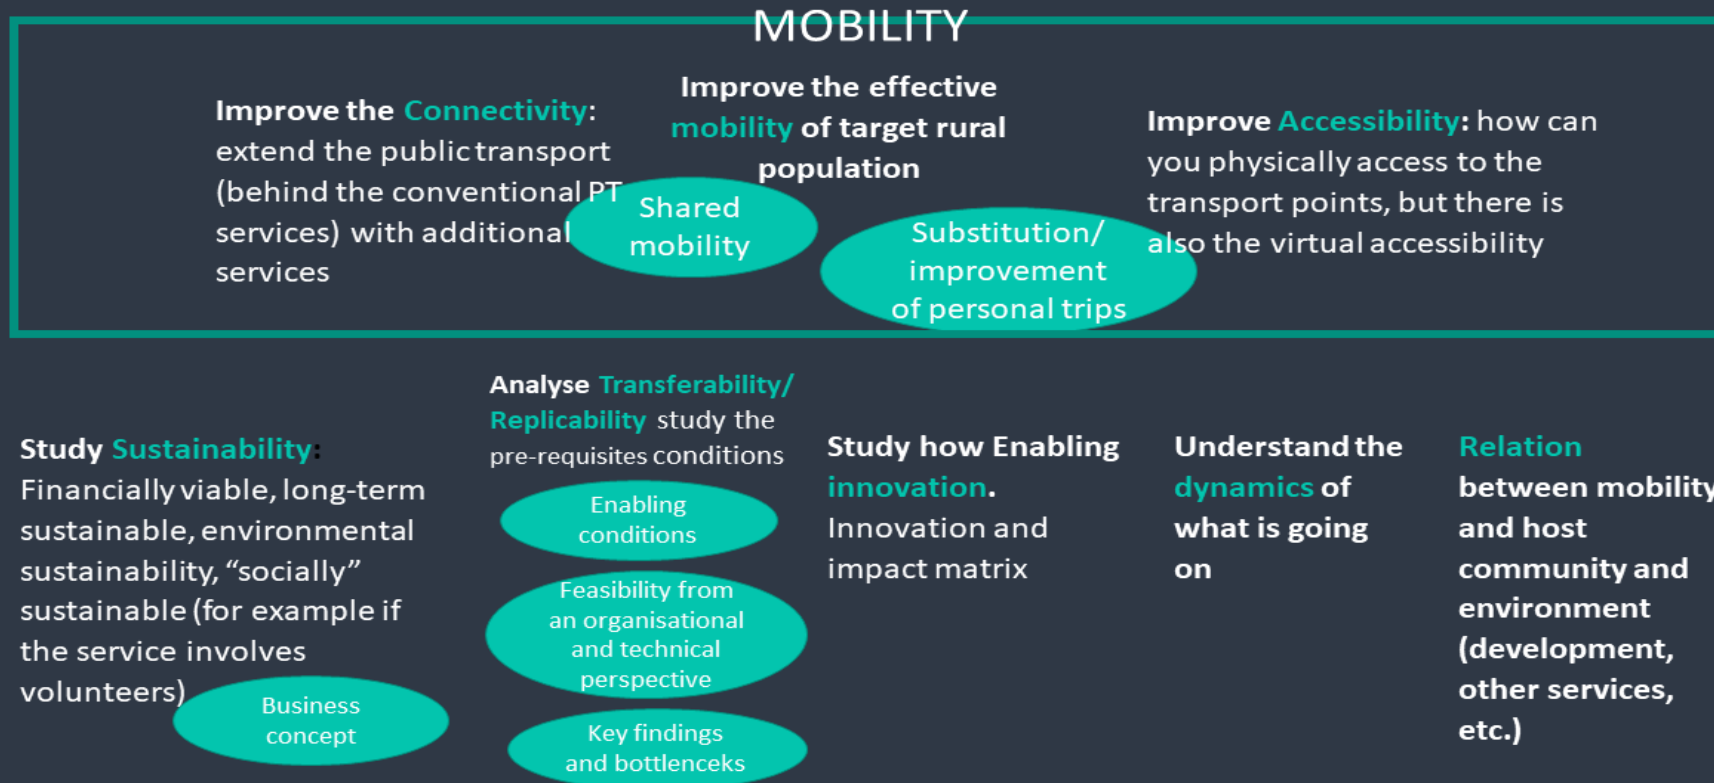 MOBILITY
Improve the Connectivity:
extend the public transport
(behind the conventional PT
services) with additional
services
Improve the effective
mobility of target rural
population
Shared
mobility
Substitution/
improvement
of personal trips
Improve Accessibility: how can
you physically access to the
transport points, but there is
also the virtual accessibility
Study Sustainability:
Financially viable, long-term
sustainable, environmental
sustainability, “socially”
sustainable (for example if
the service involves
volunteers)
Business
concept
Analyse Transferability/
Replicability study the
pre-requisites conditions
Enabling
conditions
Feasibility from
an organisational
and technical
perspective
Key findings
and bottlenceks
Study how Enabling
innovation.
Innovation and
impact matrix
Understand the
dynamics of
what is going
on
Relation
between mobility
and host
community and
environment
(development,
other services,
etc.)